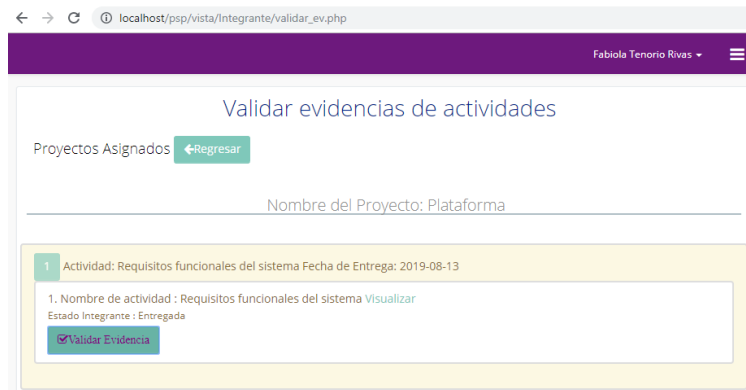 localhost/psp/vista/Integrante/validar_ev.php
Fabiola Tenorio Rivas
Validar evidencias de actividades
Proyectos Asignados Regresar
Nombre del Proyecto: Plataforma
1 Actividad: Requisitos funcionales del sistema Fecha de Entrega: 2019-08-13
1. Nombre de actividad : Requisitos funcionales del sistema Visualizar
Estado Integrante : Entregada
Validar Evidencia